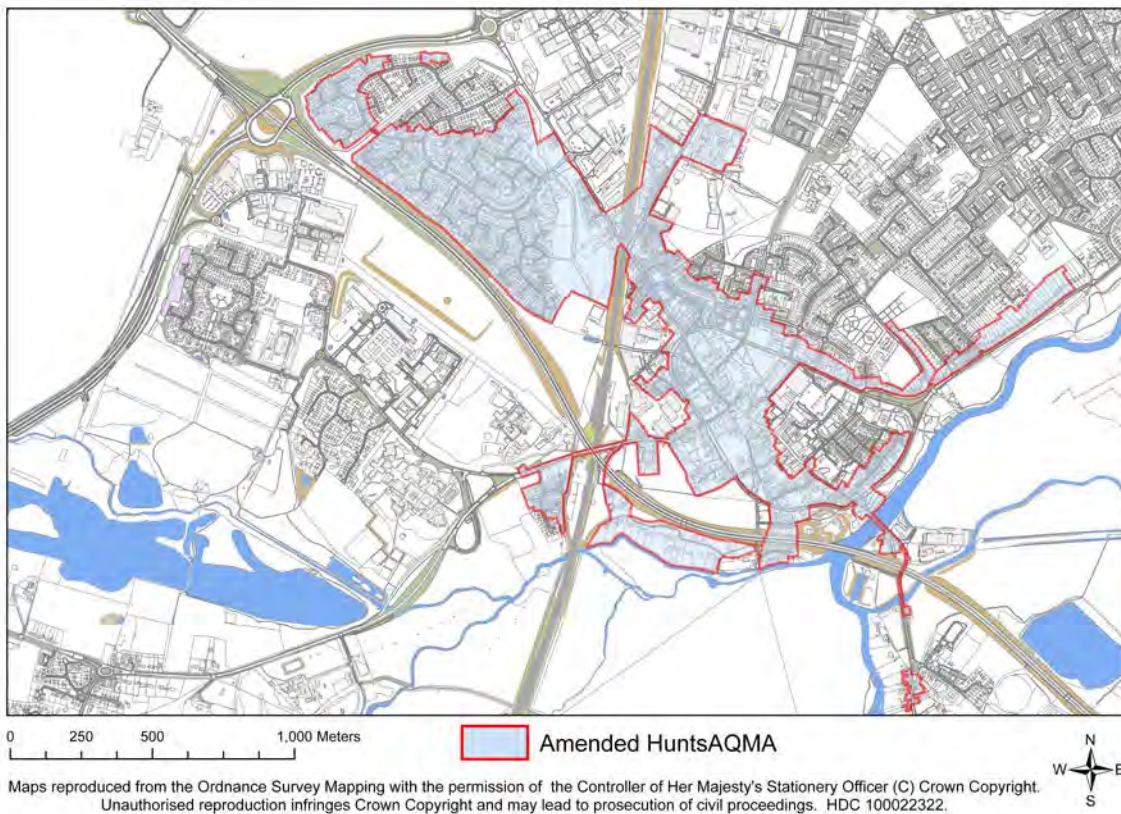 0 250 500 1,000 Meters
Amended HuntsAQMA
N
W E
S
Maps reproduced from the Ordnance Survey Mapping with the permission of the Controller of Her Majesty's Stationery Officer (C) Crown Copyright.
Unauthorised reproduction infringes Crown Copyright and may lead to prosecution of civil proceedings. HDC 100022322.